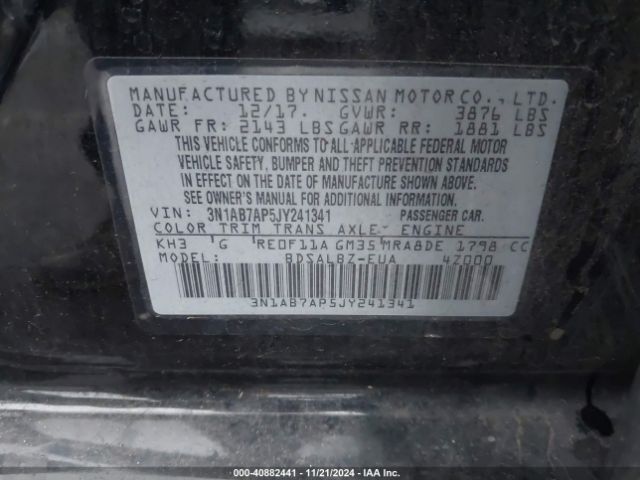 MANUFACTURED BY NISSAN MOTOR CO., LTD.
DATE: 12/17. GVWR: 3876 LBS
GAWR FR: 2143 LBS GAWR RR: 1881 LBS
THIS VEHICLE CONFORMS TO ALL APPLICABLE FEDERAL MOTOR
VEHICLE SAFETY, BUMPER AND THEFT PREVENTION STANDARDS
IN EFFECT ON THE DATE OF MANUFACTURE SHOWN ABOVE.
SEE OWNER'S MANUAL FOR ADDITIONAL INFORMATION.
VIN: 3N1AB7AP5JY241341 PASSENGER CAR.
COLOR TRIM TRANS AXLE ENGINE
KH3 G RE0F11A GM35 MRA8DE 1798 CC
MODEL: BDSALBZ-EUA 4Z000
3N1AB7AP5JY241341
000-40882441 - 11/21/2024 - IAA Inc.